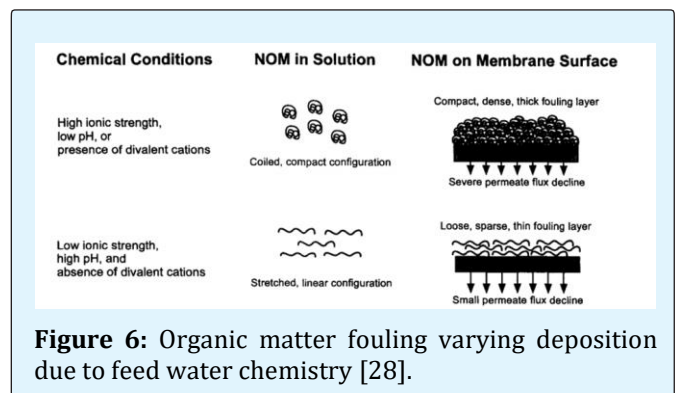 Chemical Conditions
NOM in Solution
NOM on Membrane Surface
High ionic strength,
low pH, or
presence of divalent cations
Coiled, compact configuration
Compact, dense, thick fouling layer
Severe permeate flux decline
Low ionic strength,
high pH, and
absence of divalent cations
Stretched, linear configuration
Loose, sparse, thin fouling layer
Small permeate flux decline
Figure 6: Organic matter fouling varying deposition
due to feed water chemistry [28].